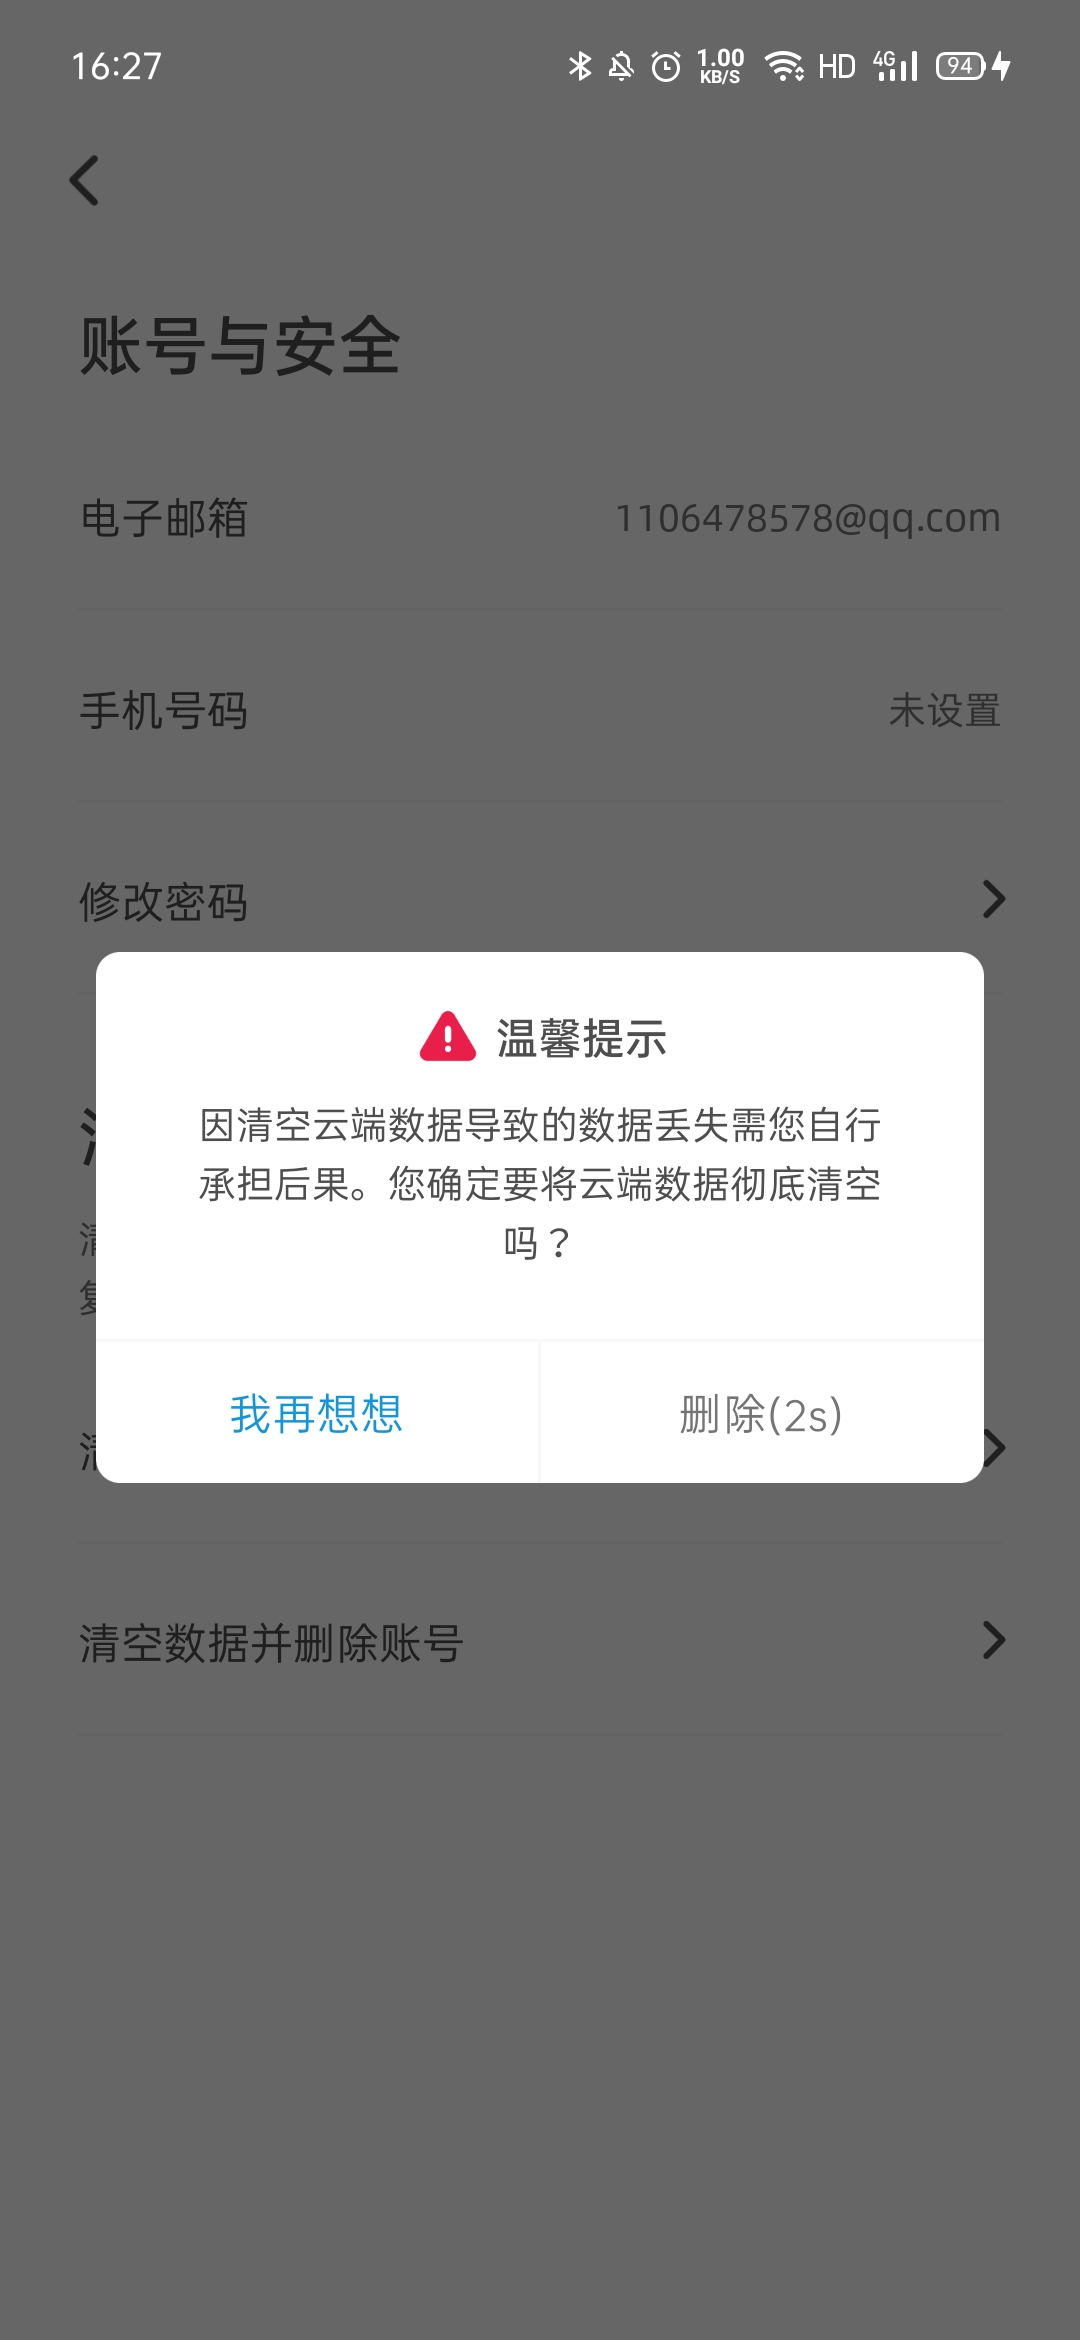 16:27
1.00 KB/S HD 4G 94
账号与安全
电子邮箱 1106478578@qq.com
手机号码 未设置
修改密码
温馨提示
因清空云端数据导致的数据丢失需您自行
承担后果。您确定要将云端数据彻底清空
吗？
我再想想 删除(2s)
清空数据并删除账号